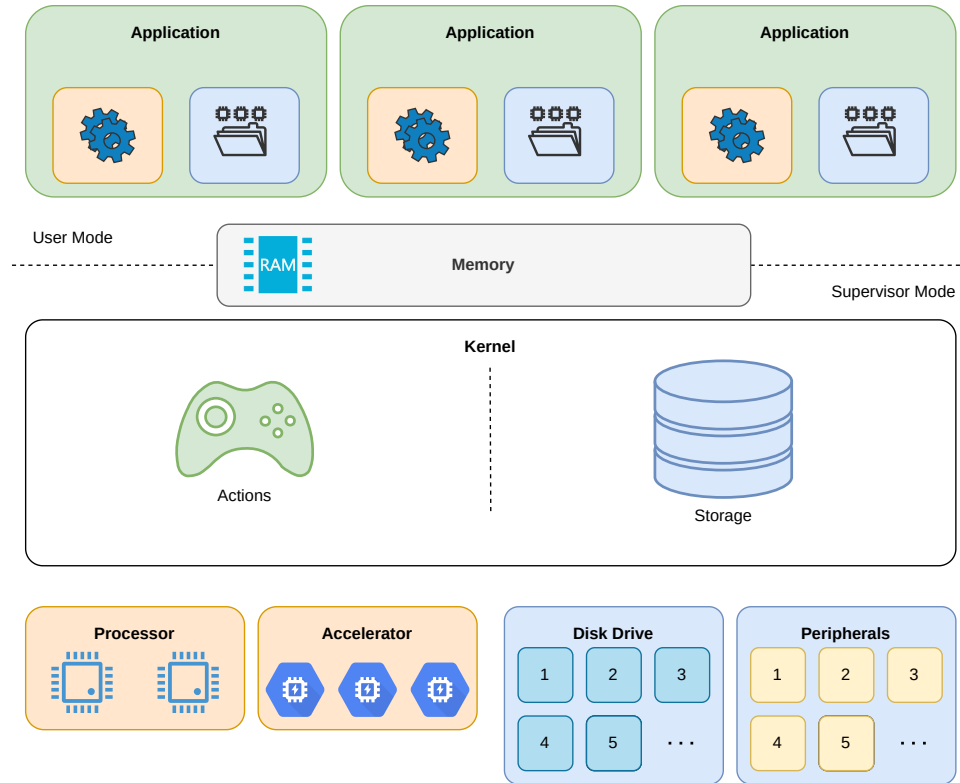 Application
Application
Application
User Mode
RAM
Memory
Supervisor Mode
Kernel
Actions
Storage
Processor
Accelerator
Disk Drive
1
2
3
4
5
...
Peripherals
1
2
3
4
5
...